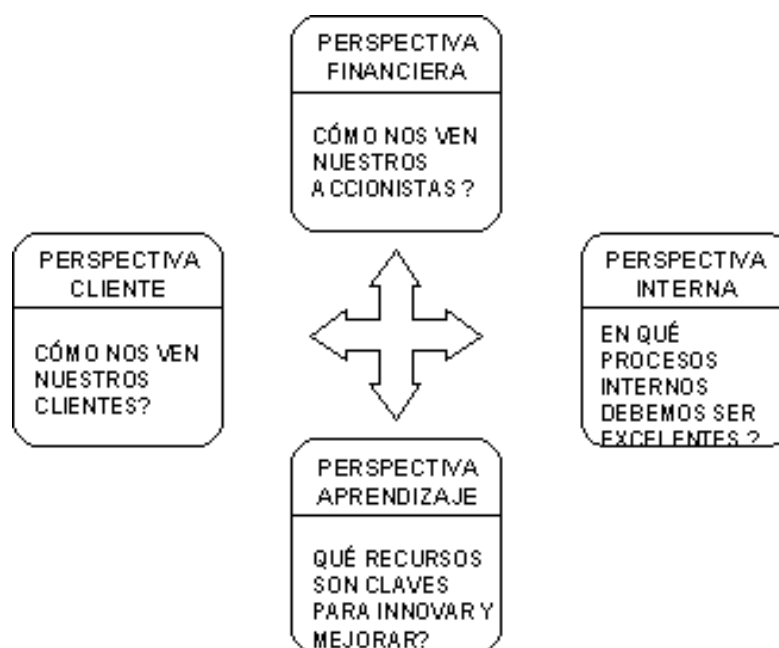 PERSPECTIVA
FINANCIERA
CÓMO NOS VEN
NUESTROS
ACCIONISTAS ?
PERSPECTIVA
CLIENTE
CÓMO NOS VEN
NUESTROS
CLIENTES?
PERSPECTIVA
INTERNA
EN QUÉ
PROCESOS
INTERNOS
DEBEMOS SER
EXCELENTES ?
PERSPECTIVA
APRENDIZAJE
QUÉ RECURSOS
SON CLAVES
PARA INNOVAR Y
MEJORAR?